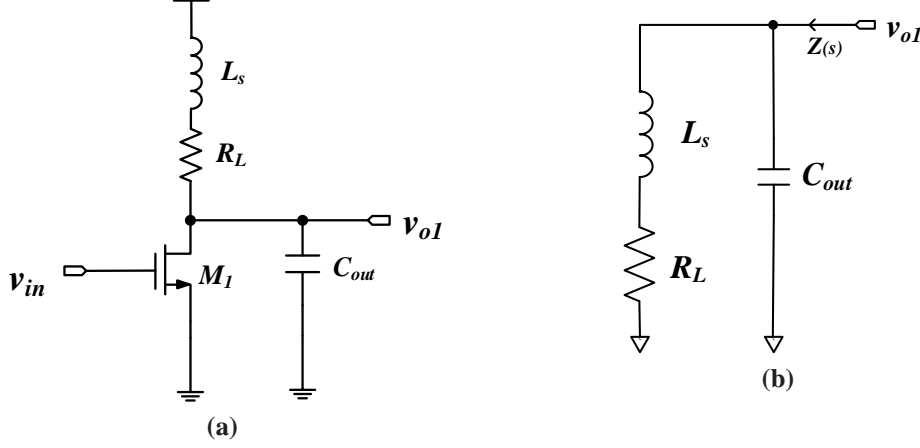 L_s
R_L
v_o1
v_in
M_1
C_out
(a)
Z(s)
v_o1
L_s
C_out
R_L
(b)